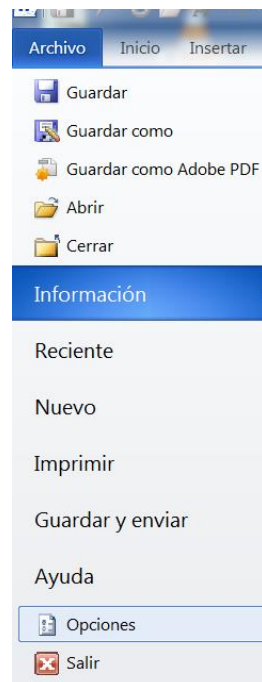 Archivo Inicio Insertar
Guardar
Guardar como
Guardar como Adobe PDF
Abrir
Cerrar
Información
Reciente
Nuevo
Imprimir
Guardar y enviar
Ayuda
Opciones
Salir